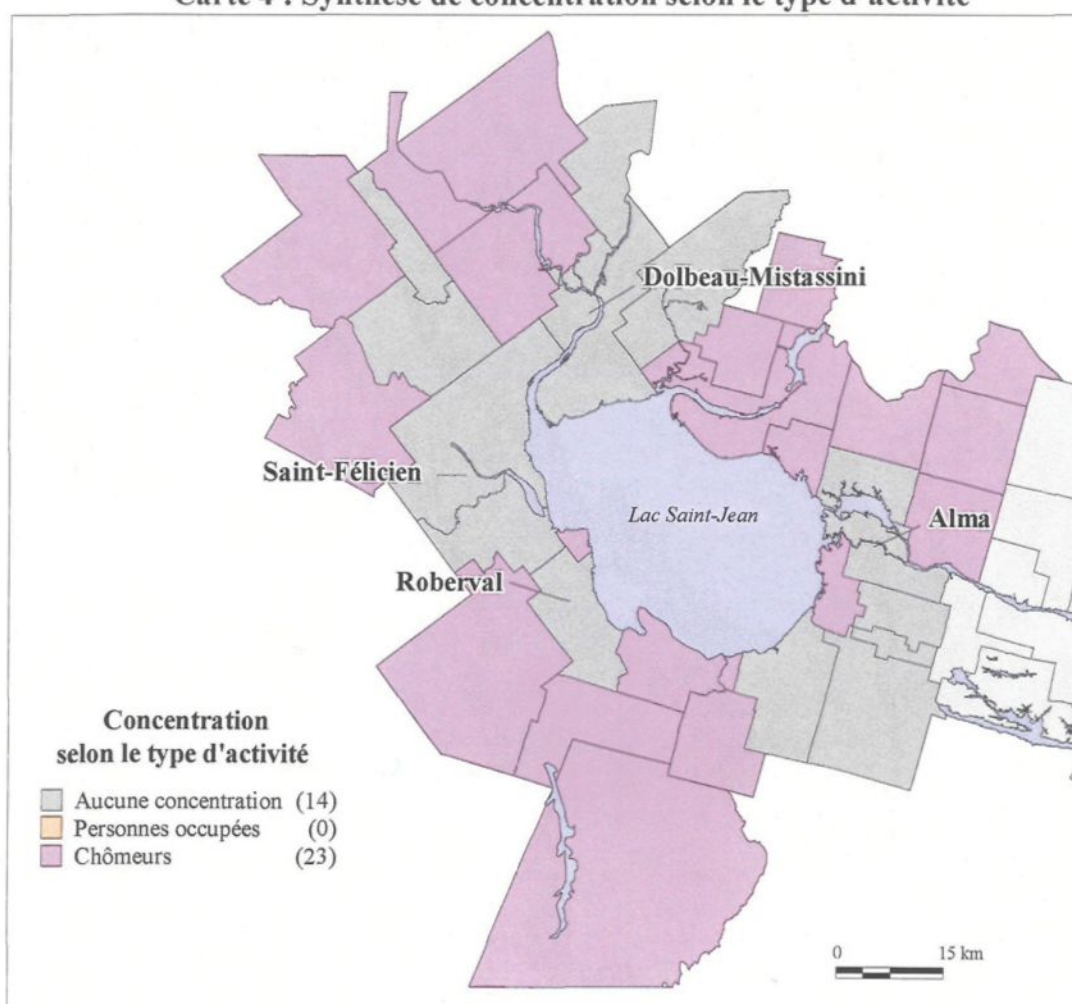 Carte 4 : Synthèse de concentration selon le type d'activité
Dolbeau-Mistassini
Saint-Félicien
Lac Saint-Jean
Alma
Roberval
Concentration
selon le type d'activité
Aucune concentration (14)
Personnes occupées (0)
Chômeurs (23)
0 15 km